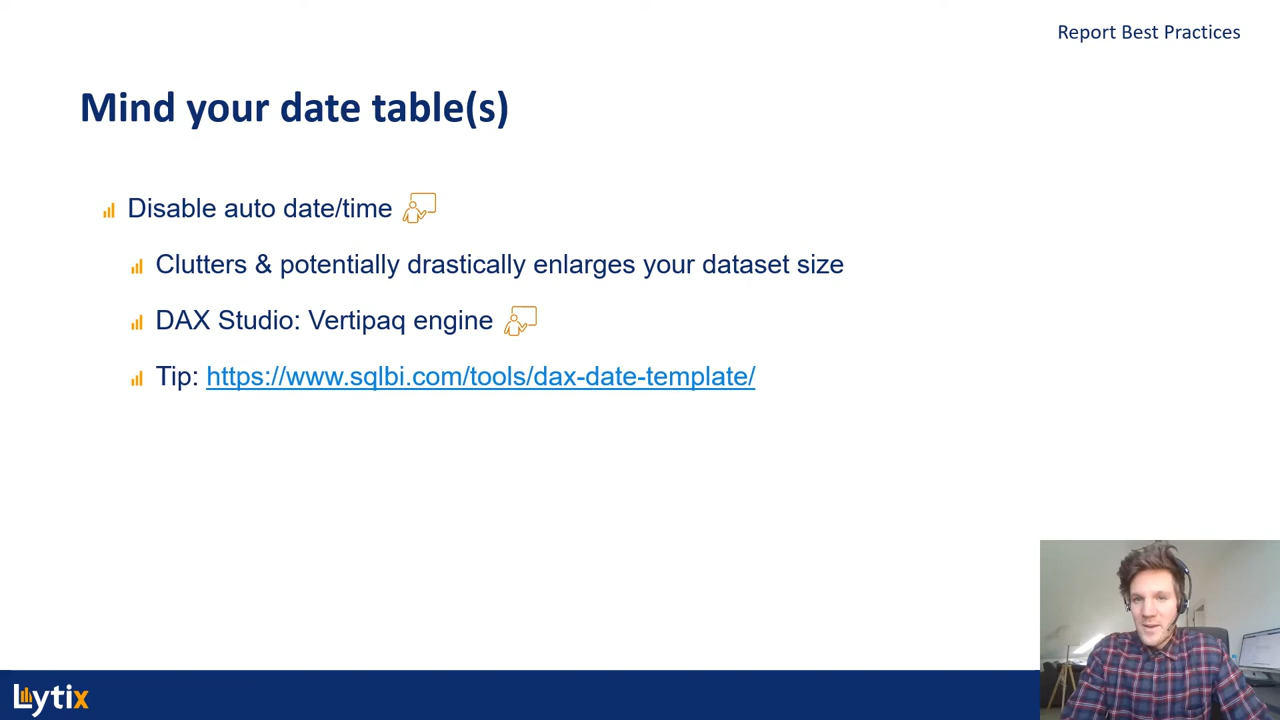 Report Best Practices
Mind your date table(s)
Disable auto date/time
Clutters & potentially drastically enlarges your dataset size
DAX Studio: Vertipaq engine
Tip: https://www.sqlbi.com/tools/dax-date-template/
Lytix